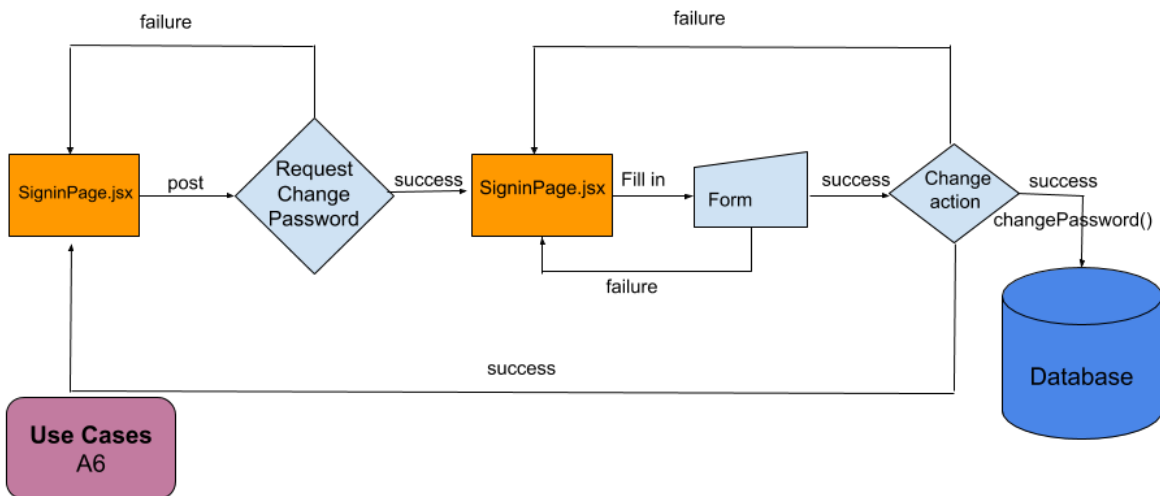 failure
failure
SigninPage.jsx
post
Request
Change
Password
success
SigninPage.jsx
Fill in
Form
success
Change
action
success
changePassword()
failure
success
Database
Use Cases
A6